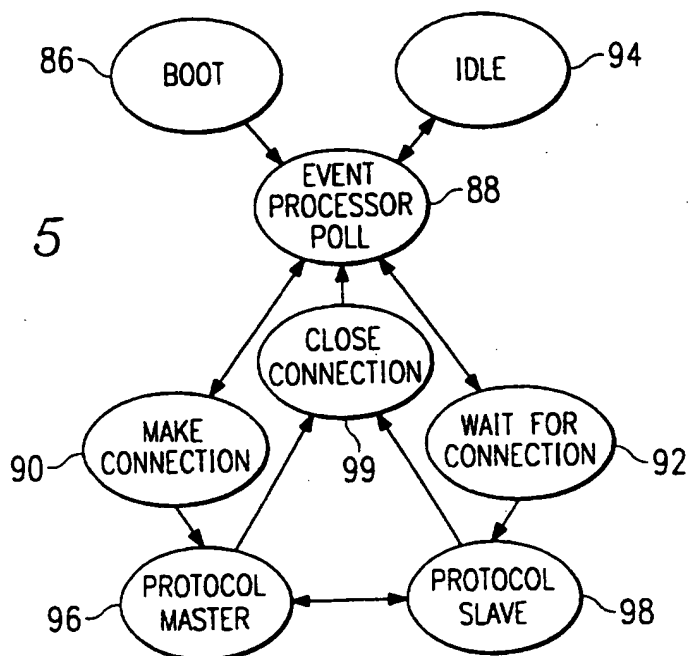 86
BOOT
IDLE
94
EVENT
PROCESSOR
POLL
88
5
CLOSE
CONNECTION
99
MAKE
CONNECTION
90
WAIT FOR
CONNECTION
92
PROTOCOL
MASTER
96
PROTOCOL
SLAVE
98